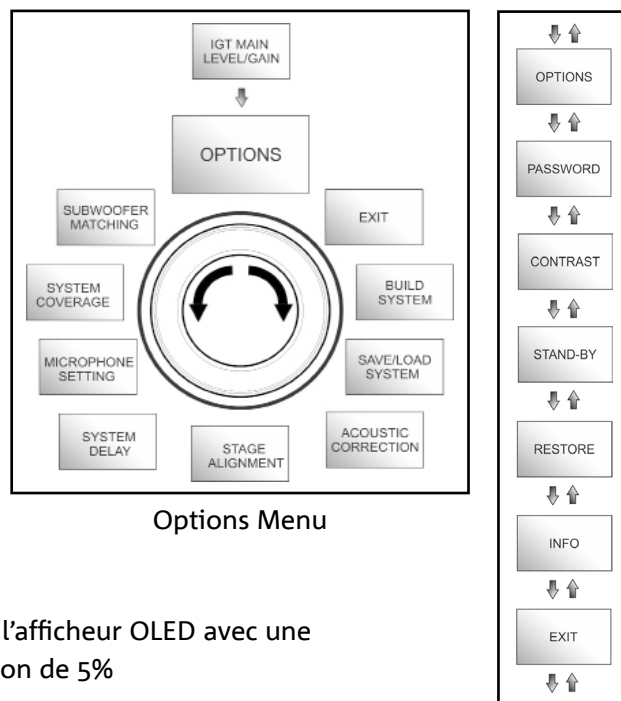 IGT MAIN
LEVEL/GAIN
OPTIONS
SUBWOOFER
MATCHING
EXIT
SYSTEM
COVERAGE
BUILD
SYSTEM
MICROPHONE
SETTING
SAVE/LOAD
SYSTEM
SYSTEM
DELAY
STAGE
ALIGNMENT
ACOUSTIC
CORRECTION
Options Menu
l’afficheur OLED avec une
on de 5%
OPTIONS
PASSWORD
CONTRAST
STAND-BY
RESTORE
INFO
EXIT